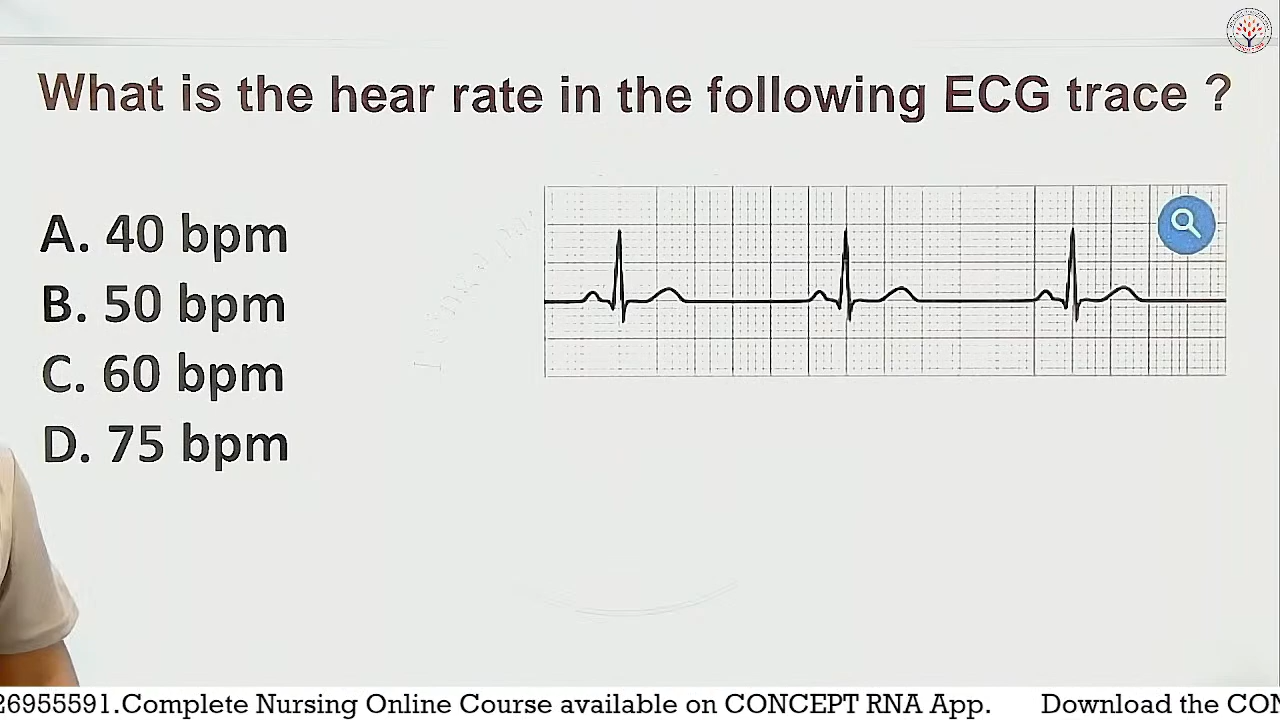 What is the hear rate in the following ECG trace ?
A. 40 bpm
B. 50 bpm
C. 60 bpm
D. 75 bpm
26955591.Complete Nursing Online Course available on CONCEPT RNA App. Download the CON